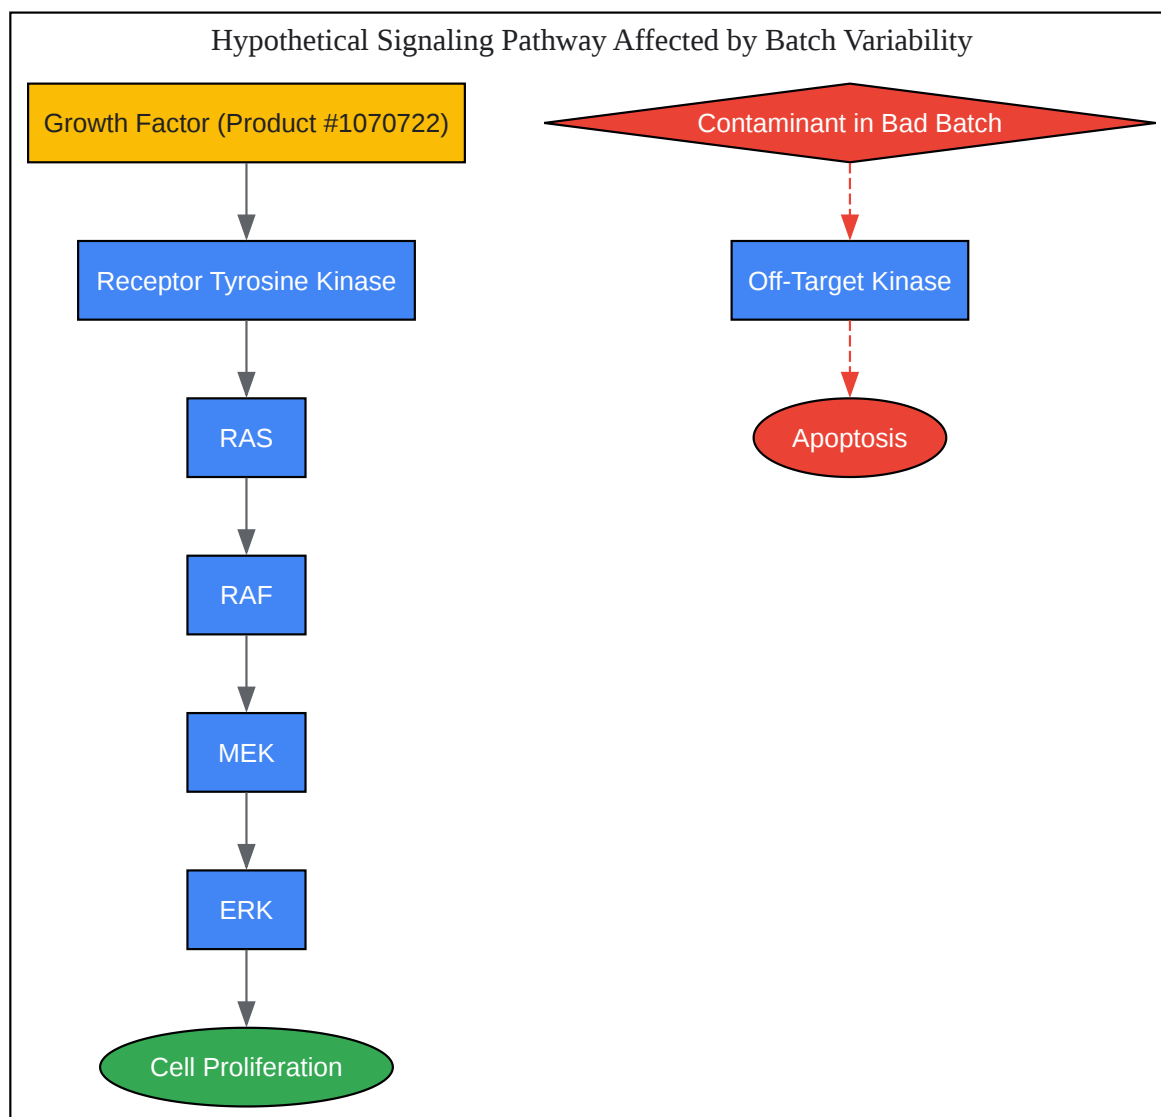 Hypothetical Signaling Pathway Affected by Batch Variability
Growth Factor (Product #1070722)
Receptor Tyrosine Kinase
RAS
RAF
MEK
ERK
Cell Proliferation
Contaminant in Bad Batch
Off-Target Kinase
Apoptosis